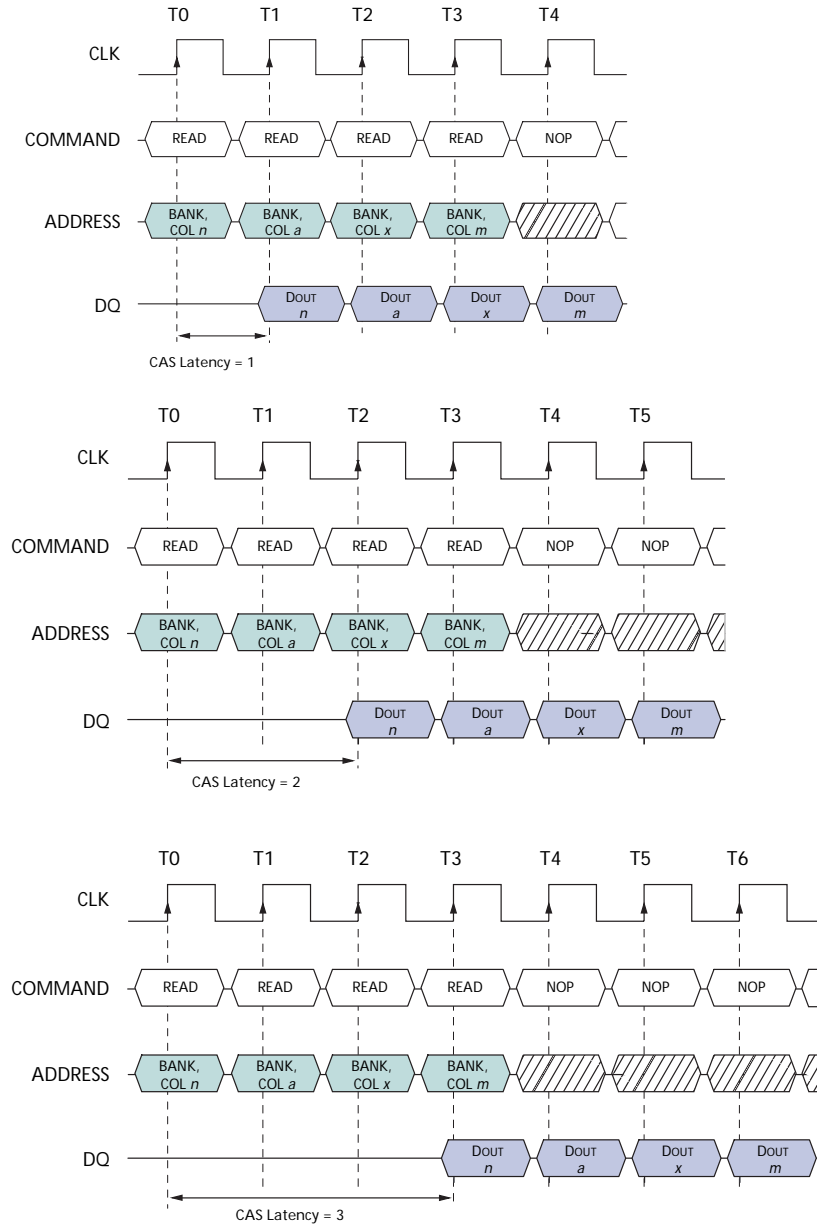 T0 T1 T2 T3 T4
CLK
COMMAND READ READ READ READ NOP
ADDRESS BANK, BANK, BANK, BANK,
COL n COL a COL x COL m
DQ DOUT DOUT DOUT DOUT
n a x m
CAS Latency = 1
T0 T1 T2 T3 T4 T5
CLK
COMMAND READ READ READ READ NOP NOP
ADDRESS BANK, BANK, BANK, BANK,
COL n COL a COL x COL m
DQ DOUT DOUT DOUT DOUT
n a x m
CAS Latency = 2
T0 T1 T2 T3 T4 T5 T6
CLK
COMMAND READ READ READ READ NOP NOP NOP
ADDRESS BANK, BANK, BANK, BANK,
COL n COL a COL x COL m
DQ DOUT DOUT DOUT DOUT
n a x m
CAS Latency = 3